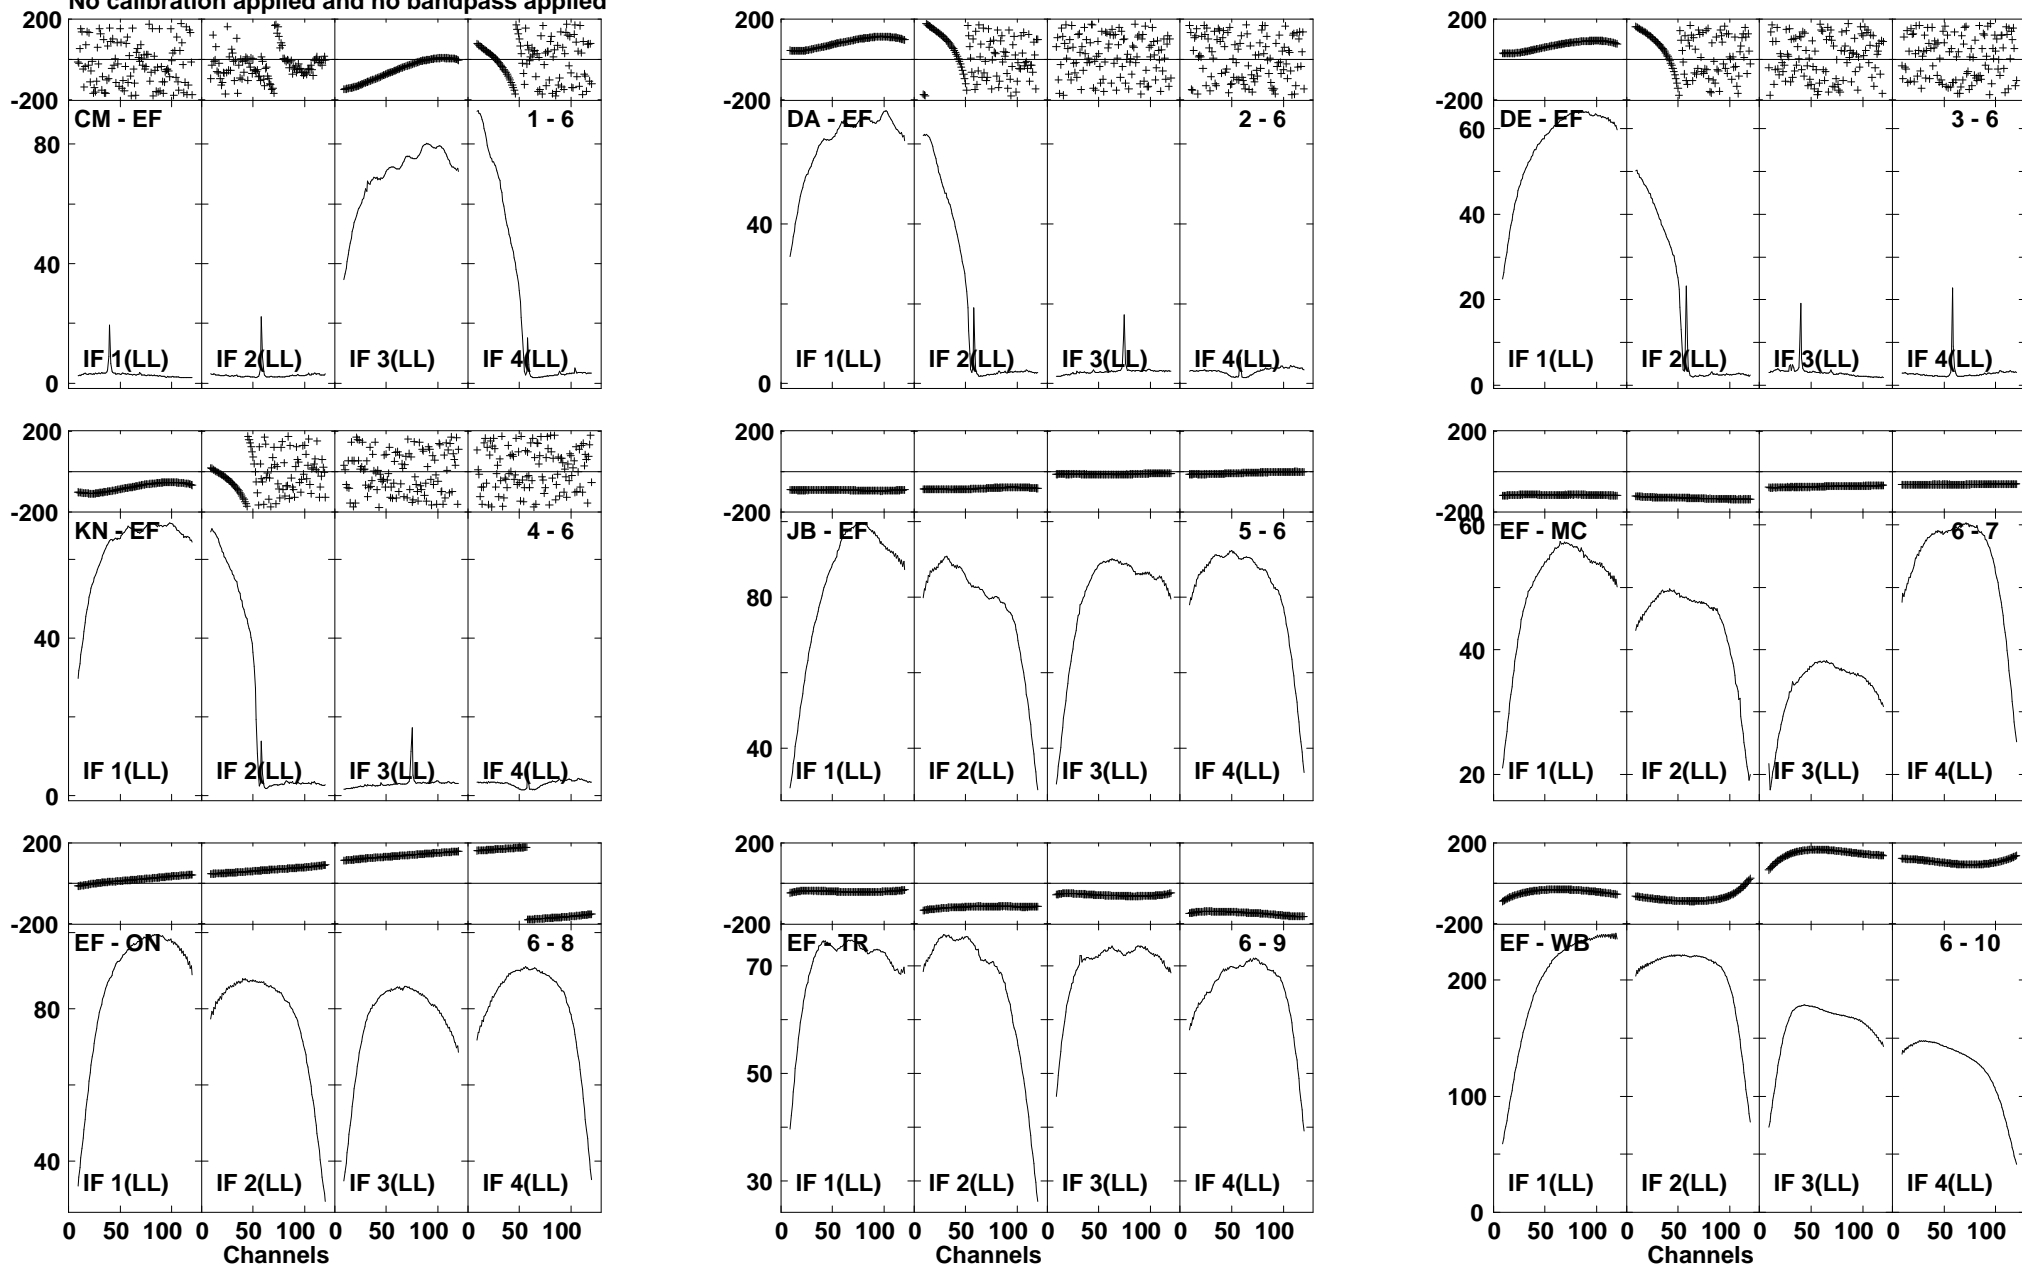 No calibration applied and no bandpass applied
200
-200
CM - EF 1 - 6
80
40
0
IF 1(LL) IF 2(LL) IF 3(LL) IF 4(LL)
200
-200
DA - EF 2 - 6
40
0
IF 1(LL) IF 2(LL) IF 3(LL) IF 4(LL)
200
-200
DE - EF 3 - 6
60
40
20
0
IF 1(LL) IF 2(LL) IF 3(LL) IF 4(LL)
200
-200
KN - EF 4 - 6
40
0
IF 1(LL) IF 2(LL) IF 3(LL) IF 4(LL)
200
-200
JB - EF 5 - 6
80
40
IF 1(LL) IF 2(LL) IF 3(LL) IF 4(LL)
200
-200
EF - MC 6 - 7
60
40
20
IF 1(LL) IF 2(LL) IF 3(LL) IF 4(LL)
200
-200
EF - ON 6 - 8
80
40
IF 1(LL) IF 2(LL) IF 3(LL) IF 4(LL)
0 50 100 0 50 100 0 50 100 0 50 100
Channels
200
-200
EF - TR 6 - 9
70
50
30
IF 1(LL) IF 2(LL) IF 3(LL) IF 4(LL)
0 50 100 0 50 100 0 50 100 0 50 100
Channels
200
-200
EF - WB 6 - 10
200
100
0
IF 1(LL) IF 2(LL) IF 3(LL) IF 4(LL)
0 50 100 0 50 100 0 50 100 0 50 100
Channels